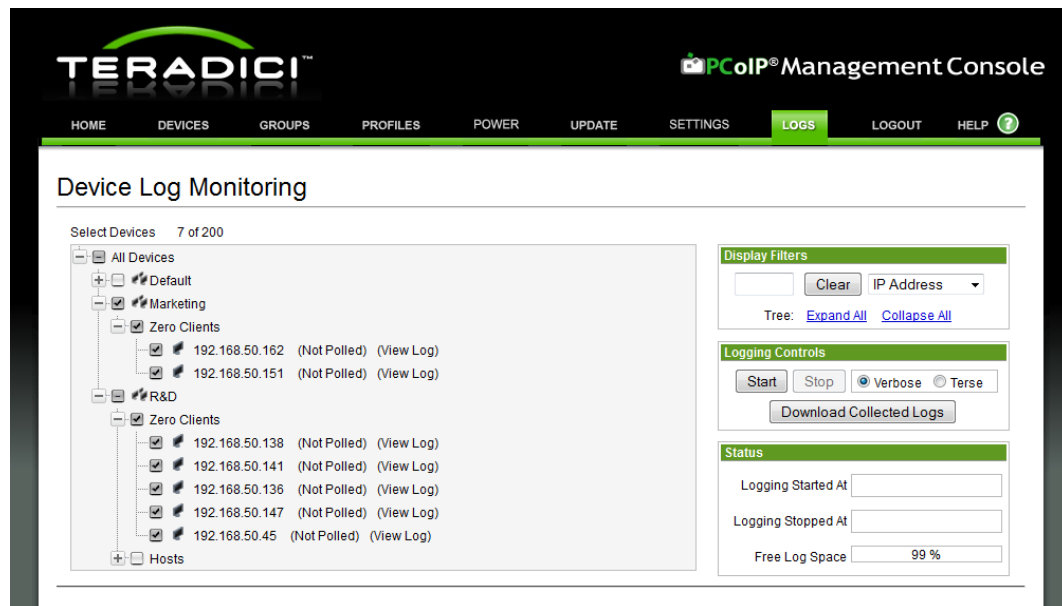 TERADICI™
PCoIP® Management Console
HOME DEVICES GROUPS PROFILES POWER UPDATE SETTINGS LOGS LOGOUT HELP ?
Device Log Monitoring
Select Devices 7 of 200
All Devices
Default
Marketing
Zero Clients
192.168.50.162 (Not Polled) (View Log)
192.168.50.151 (Not Polled) (View Log)
R&D
Zero Clients
192.168.50.138 (Not Polled) (View Log)
192.168.50.141 (Not Polled) (View Log)
192.168.50.136 (Not Polled) (View Log)
192.168.50.147 (Not Polled) (View Log)
192.168.50.45 (Not Polled) (View Log)
Hosts
Display Filters
Clear IP Address
Tree: Expand All Collapse All
Logging Controls
Start Stop Verbose Terse
Download Collected Logs
Status
Logging Started At
Logging Stopped At
Free Log Space 99 %